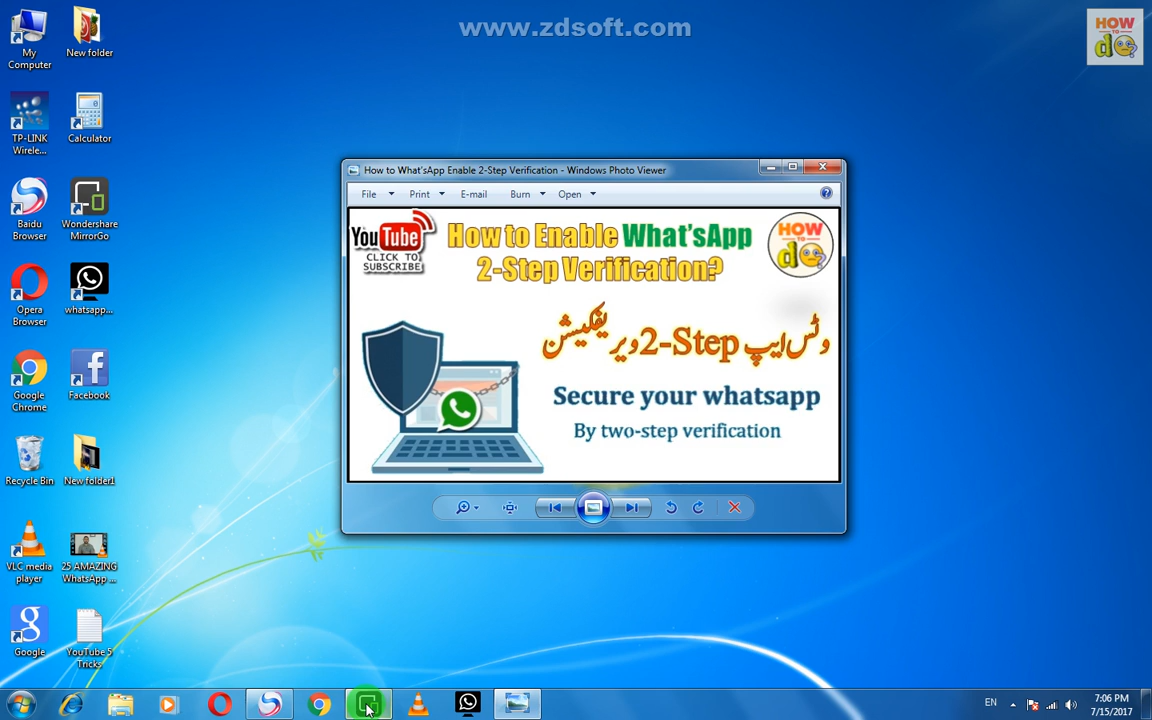 www.zdsoft.com
HOW
TO
do
My
Computer
New folder
TP-LINK
Wirele...
Calculator
Baidu
Browser
Wondershare
MirrorGo
Opera
Browser
whatsapp...
Google
Chrome
Facebook
Recycle Bin
New folder1
VLC media
player
25 AMAZING
WhatsApp ...
Google
YouTube 5
Tricks
How to What'sApp Enable 2-Step Verification - Windows Photo Viewer
File Print E-mail Burn Open
YouTube
CLICK TO
SUBSCRIBE
How to Enable What'sApp
2-Step Verification?
HOW
TO
do
وٹس ایپ 2-Step ویریفکیشن
Secure your whatsapp
By two-step verification
EN
7:06 PM
7/15/2017